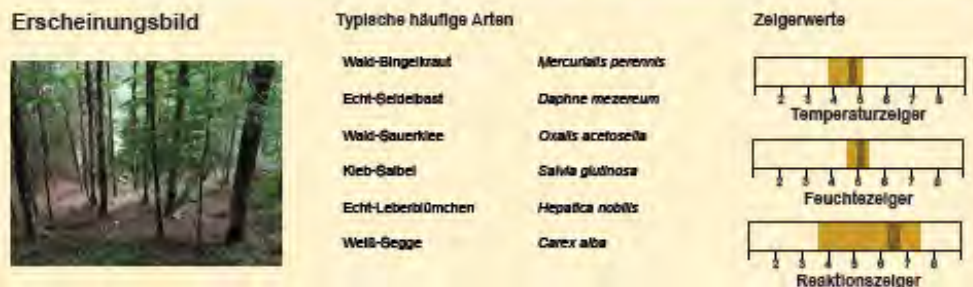 Erscheinungsbild
Typische häufige Arten
Wald-Bingelkraut Mercurialis perennis
Echt-Seidelbast Daphne mezereum
Wald-Sauerklee Oxalis acetosella
Kleb-Salbei Salvia glutinosa
Echt-Leberblümchen Hepatica nobilis
Weiß-Segge Carex alba
Zeigerwerte
2 3 4 5 6 7 8
Temperaturzeiger
2 3 4 5 6 7 8
Feuchtezeiger
2 3 4 5 6 7 8
Reaktionszeiger